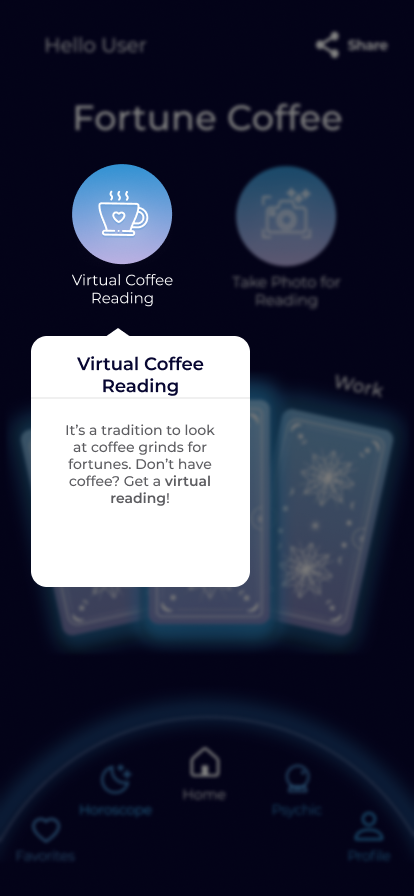 Hello User
Share
Fortune Coffee
Virtual Coffee
Reading
Take Photo for
Reading
Virtual Coffee
Reading
Work
It’s a tradition to look
at coffee grinds for
fortunes. Don’t have
coffee? Get a virtual
reading!
Home
Horoscope
Psychic
Favorites
Profile